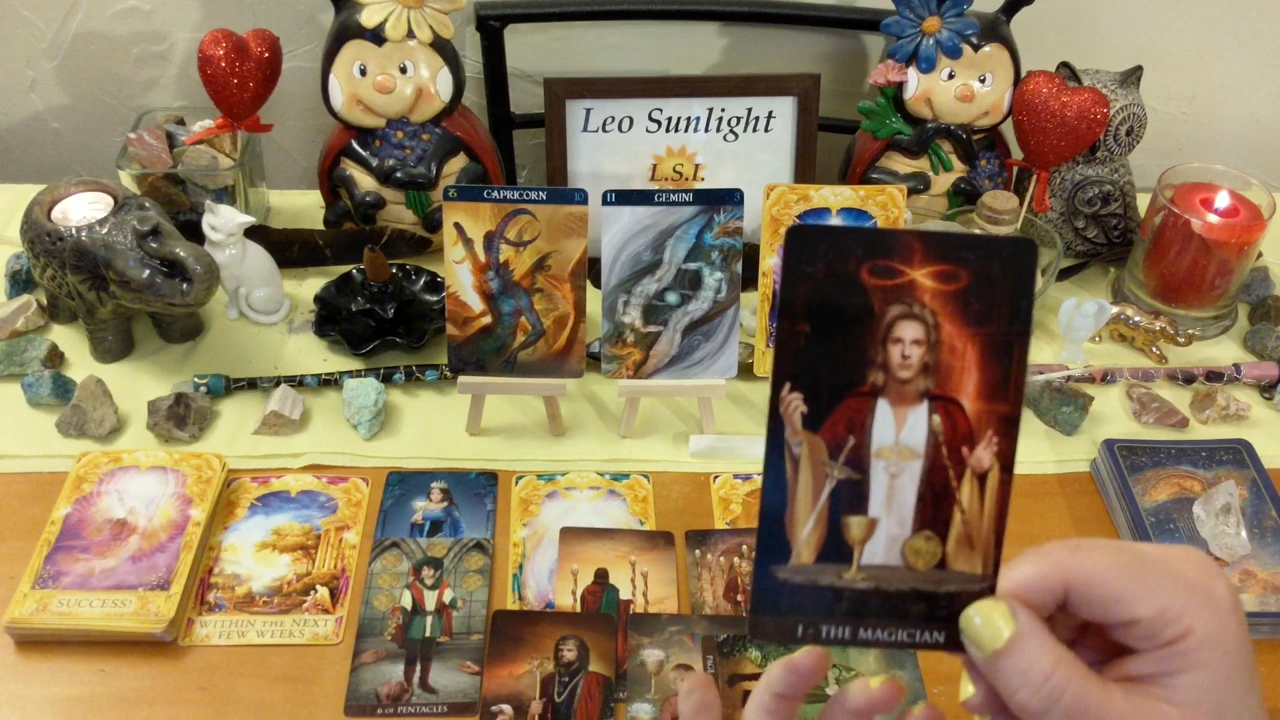 Leo Sunlight
L.S.I.
CAPRICORN 10
II GEMINI 3
I - THE MAGICIAN
SUCCESS!
WITHIN THE NEXT
FEW WEEKS
6 OF PENTACLES